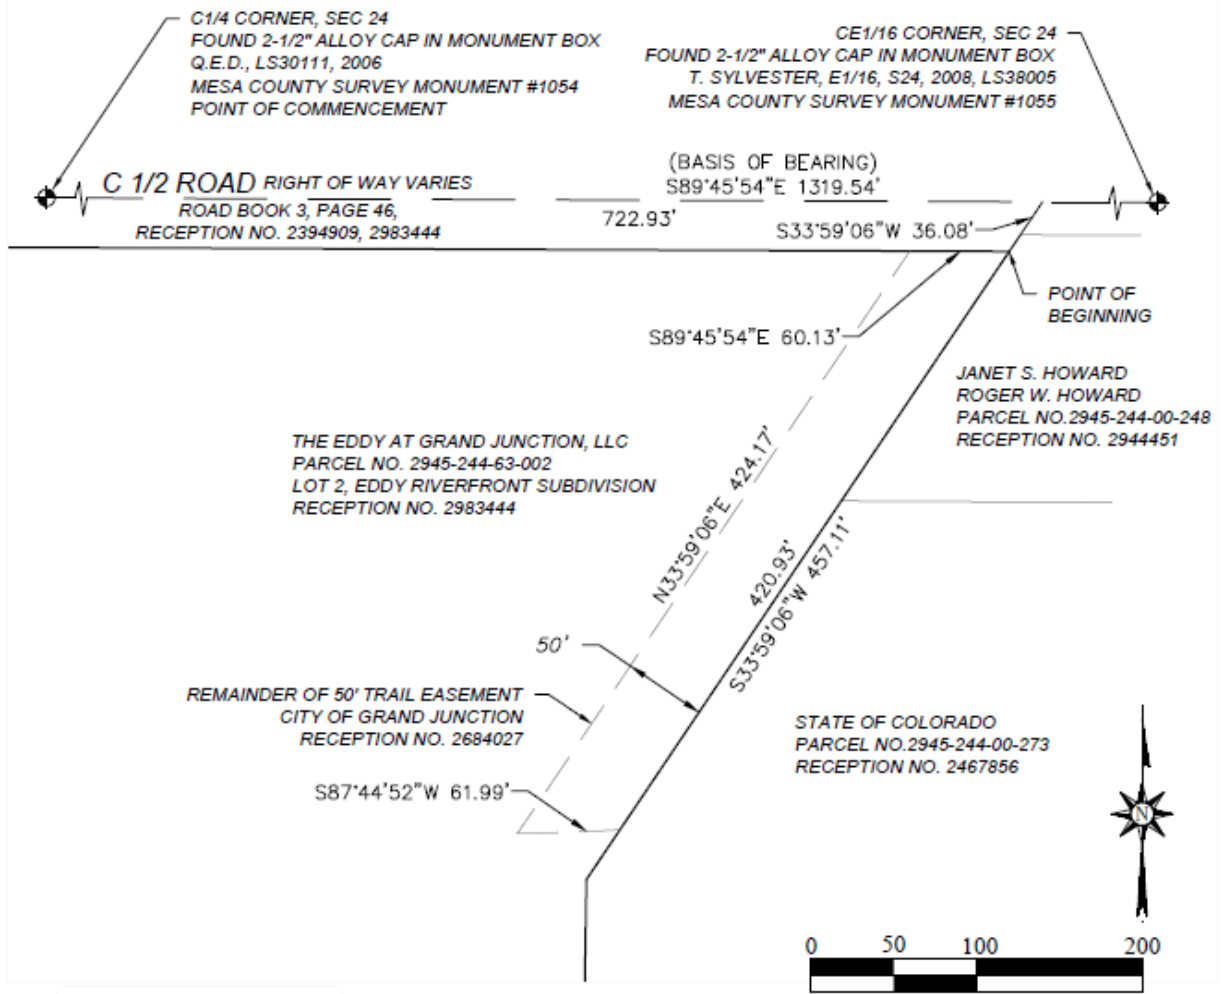 C1/4 CORNER, SEC 24
FOUND 2-1/2" ALLOY CAP IN MONUMENT BOX
Q.E.D., LS30111, 2006
MESA COUNTY SURVEY MONUMENT #1054
POINT OF COMMENCEMENT
CE1/16 CORNER, SEC 24
FOUND 2-1/2" ALLOY CAP IN MONUMENT BOX
T. SYLVESTER, E1/16, S24, 2008, LS38005
MESA COUNTY SURVEY MONUMENT #1055
(BASIS OF BEARING)
S89°45'54"E 1319.54'
C 1/2 ROAD RIGHT OF WAY VARIES
ROAD BOOK 3, PAGE 46,
RECEPTION NO. 2394909, 2983444
722.93'
S33°59'06"W 36.08'
POINT OF
BEGINNING
S89°45'54"E 60.13'
JANET S. HOWARD
ROGER W. HOWARD
PARCEL NO.2945-244-00-248
RECEPTION NO. 2944451
THE EDDY AT GRAND JUNCTION, LLC
PARCEL NO. 2945-244-63-002
LOT 2, EDDY RIVERFRONT SUBDIVISION
RECEPTION NO. 2983444
N33°59'06"E 424.17'
420.93'
S33°59'06"W 457.11'
50'
REMAINDER OF 50' TRAIL EASEMENT
CITY OF GRAND JUNCTION
RECEPTION NO. 2684027
STATE OF COLORADO
PARCEL NO.2945-244-00-273
RECEPTION NO. 2467856
S87°44'52"W 61.99'
N
0 50 100 200